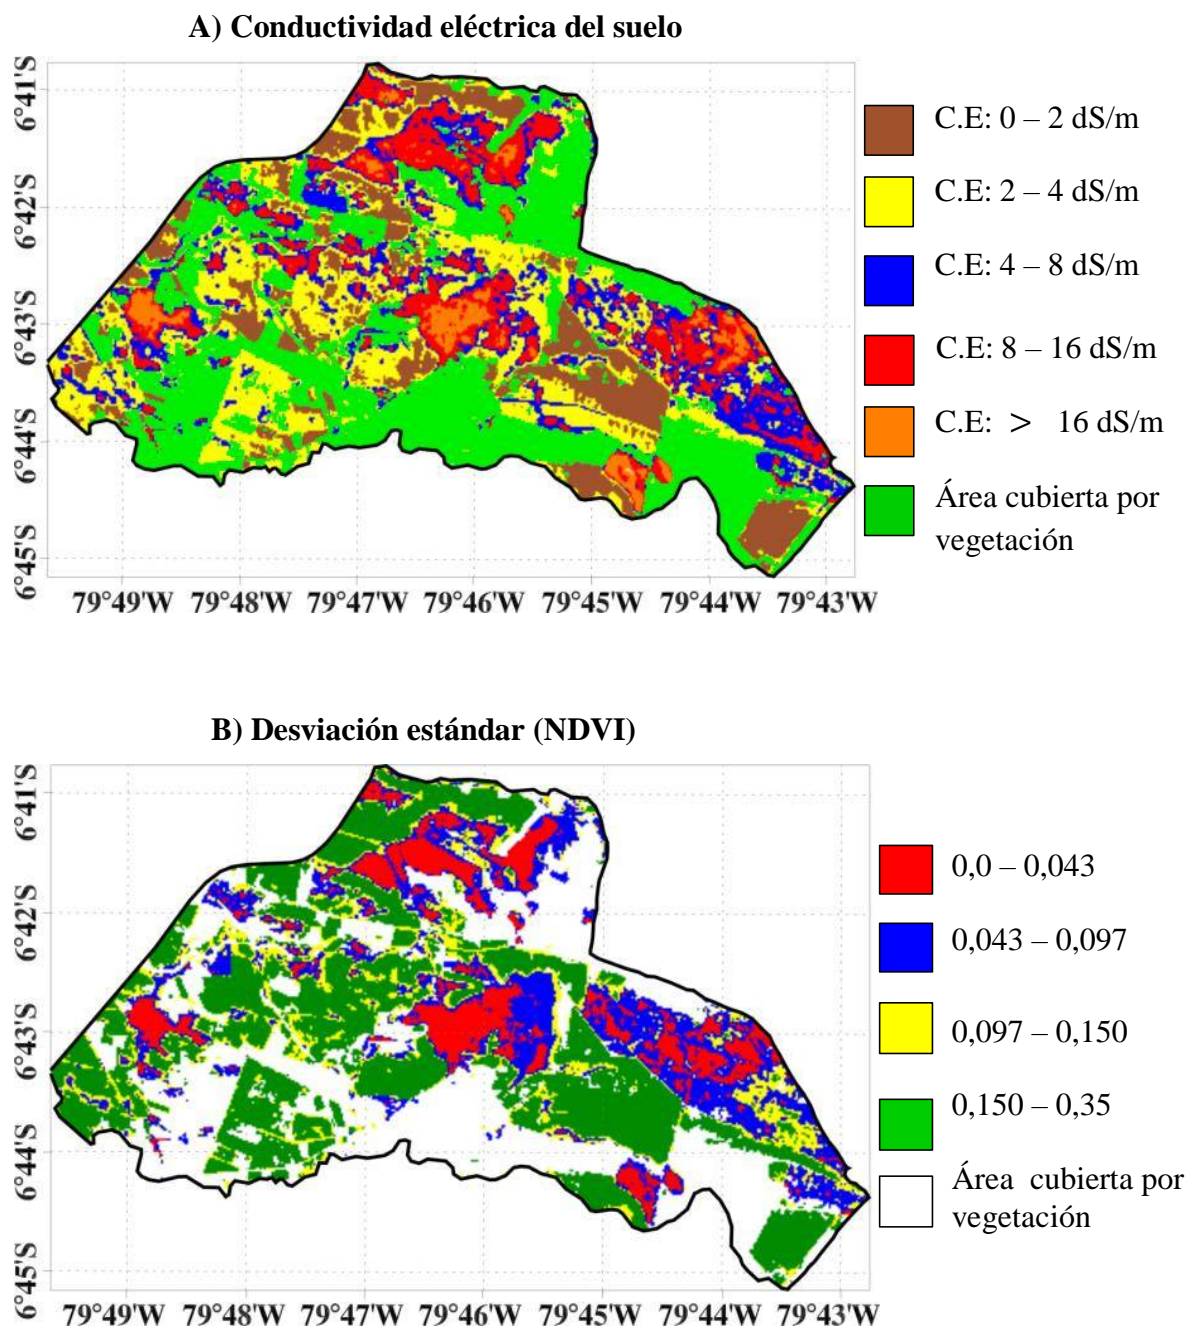 A) Conductividad eléctrica del suelo
6°41'S
6°42'S
6°43'S
6°44'S
6°45'S
79°49'W 79°48'W 79°47'W 79°46'W 79°45'W 79°44'W 79°43'W
C.E: 0 – 2 dS/m
C.E: 2 – 4 dS/m
C.E: 4 – 8 dS/m
C.E: 8 – 16 dS/m
C.E: > 16 dS/m
Área cubierta por
vegetación
B) Desviación estándar (NDVI)
6°41'S
6°42'S
6°43'S
6°44'S
6°45'S
79°49'W 79°48'W 79°47'W 79°46'W 79°45'W 79°44'W 79°43'W
0,0 – 0,043
0,043 – 0,097
0,097 – 0,150
0,150 – 0,35
Área cubierta por
vegetación